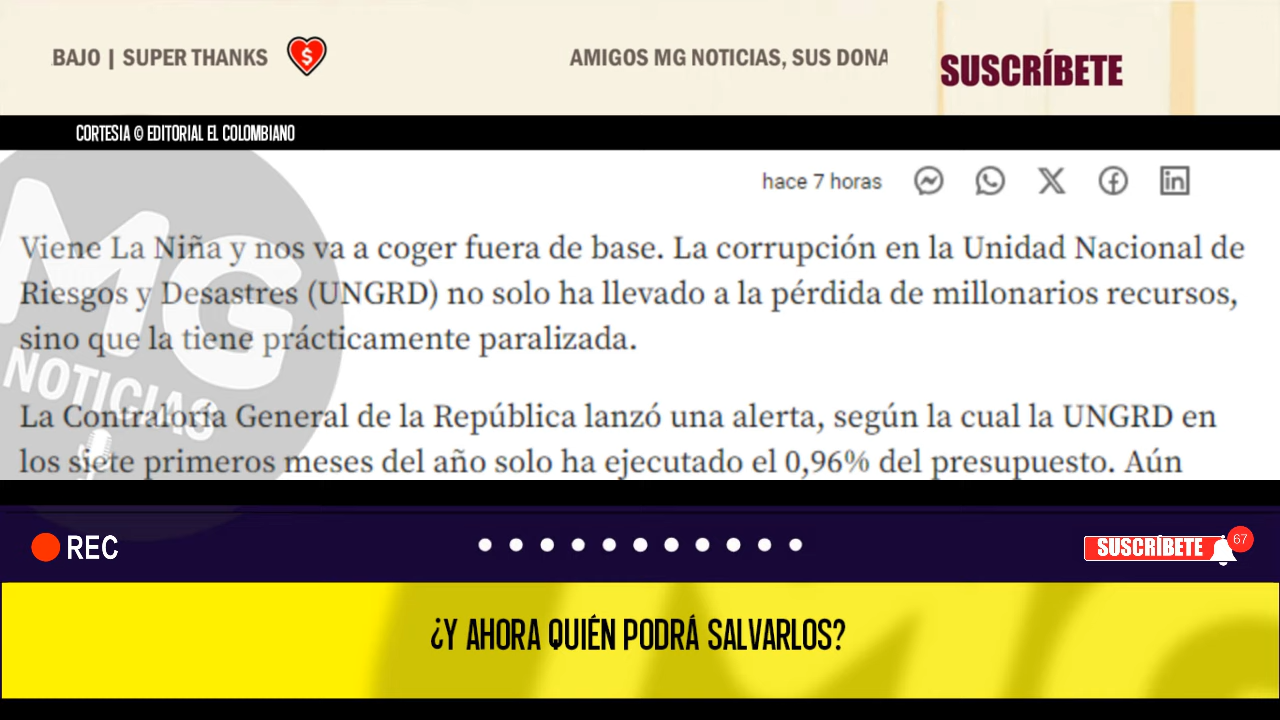 BAJO | SUPER THANKS
AMIGOS MG NOTICIAS, SUS DONA
SUSCRÍBETE
CORTESIA © EDITORIAL EL COLOMBIANO
hace 7 horas
Viene La Niña y nos va a coger fuera de base. La corrupción en la Unidad Nacional de
Riesgos y Desastres (UNGRD) no solo ha llevado a la pérdida de millonarios recursos,
sino que la tiene prácticamente paralizada.
La Contraloría General de la República lanzó una alerta, según la cual la UNGRD en
los siete primeros meses del año solo ha ejecutado el 0,96% del presupuesto. Aún
MG
NOTICIAS
REC
SUSCRÍBETE
67
¿Y AHORA QUIÉN PODRÁ SALVARLOS?